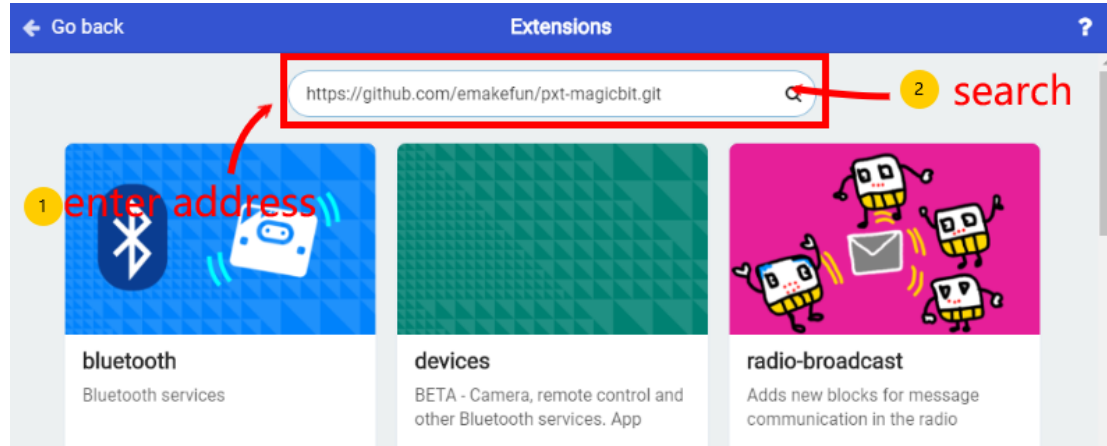 Go back
Extensions
?
https://github.com/emakefun/pxt-magicbit.git
2 search
1 enter address
bluetooth
Bluetooth services
devices
BETA - Camera, remote control and
other Bluetooth services. App
radio-broadcast
Adds new blocks for message
communication in the radio